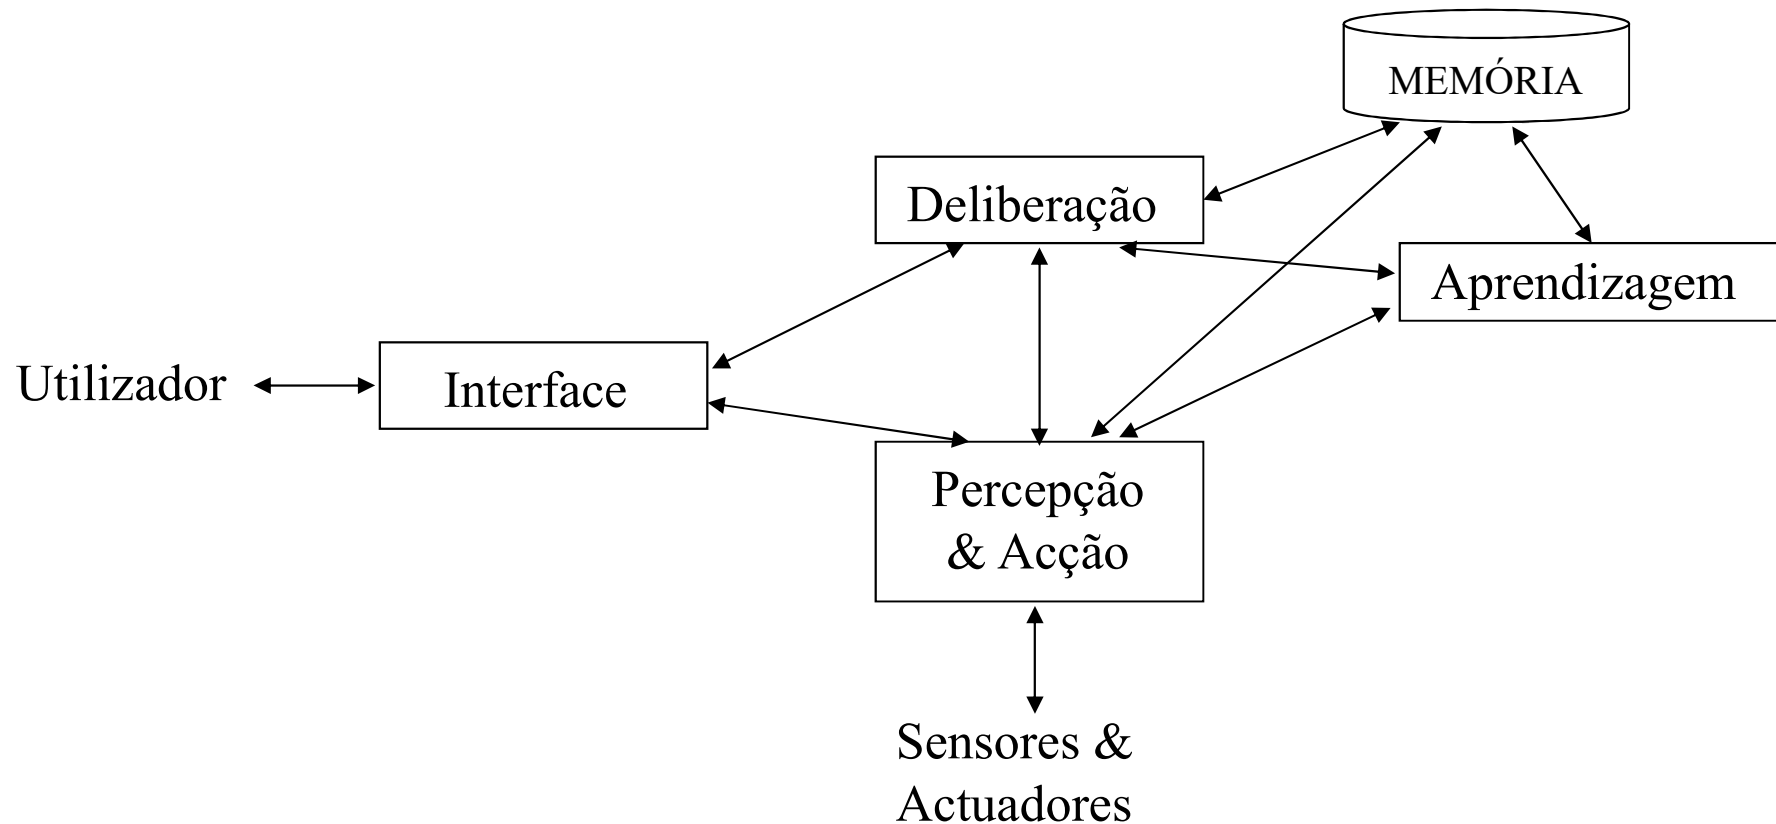 MEMÓRIA
Deliberação
Aprendizagem
Utilizador
Interface
Percepção
& Acção
Sensores &
Actuadores